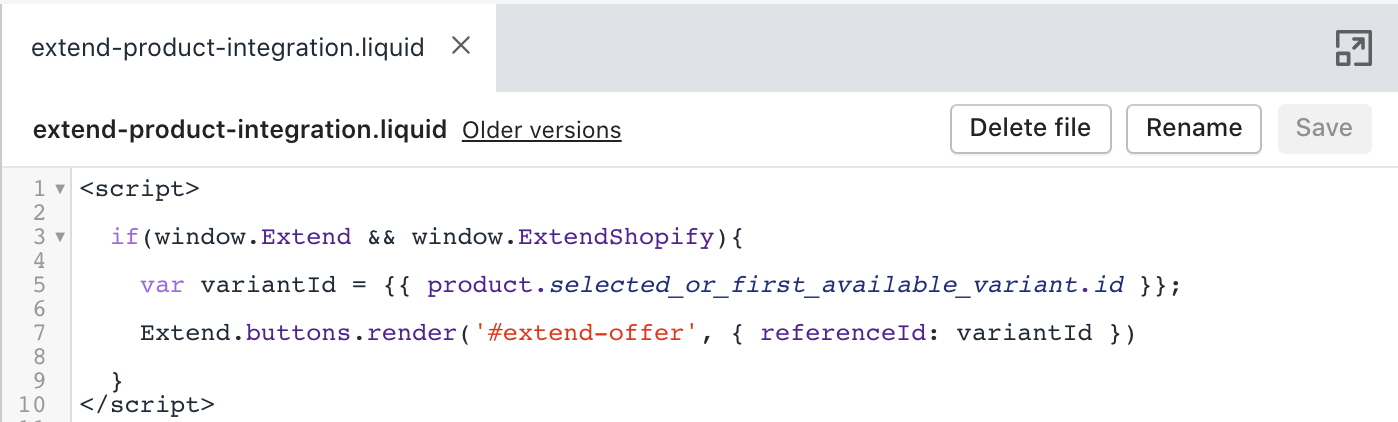 extend-product-integration.liquid
extend-product-integration.liquid Older versions Delete file Rename Save
1 <script>
2
3 if(window.Extend && window.ExtendShopify){
4
5 var variantId = {{ product.selected_or_first_available_variant.id }};
6
7 Extend.buttons.render('#extend-offer', { referenceId: variantId })
8
9 }
10 </script>